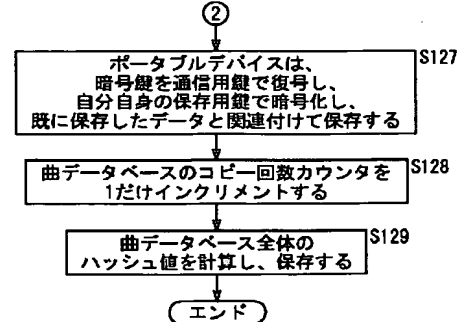 2
S127
ポータブルデバイスは、
暗号鍵を通信用鍵で復号し、
自分自身の保存用鍵で暗号化し、
既に保存したデータと関連付けて保存する
S128
曲データベースのコピー回数カウンタを
1だけインクリメントする
S129
曲データベース全体の
ハッシュ値を計算し、保存する
エンド